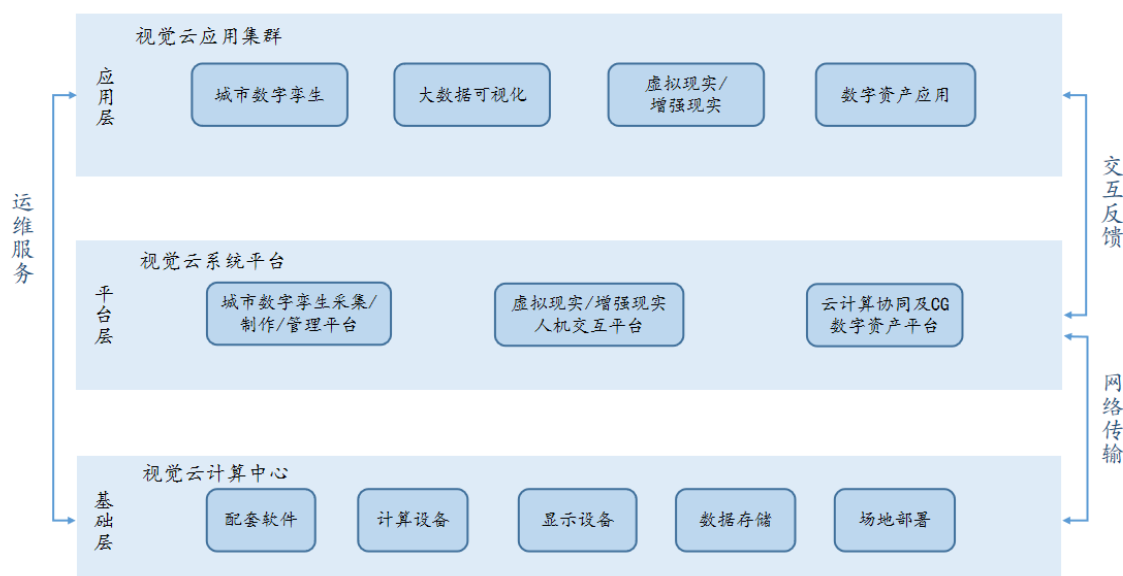 视觉云应用集群
应用层
城市数字孪生
大数据可视化
虚拟现实/
增强现实
数字资产应用
运维服务
交互反馈
视觉云系统平台
平台层
城市数字孪生采集/
制作/管理平台
虚拟现实/增强现实
人机交互平台
云计算协同及CG
数字资产平台
网络传输
视觉云计算中心
基础层
配套软件
计算设备
显示设备
数据存储
场地部署